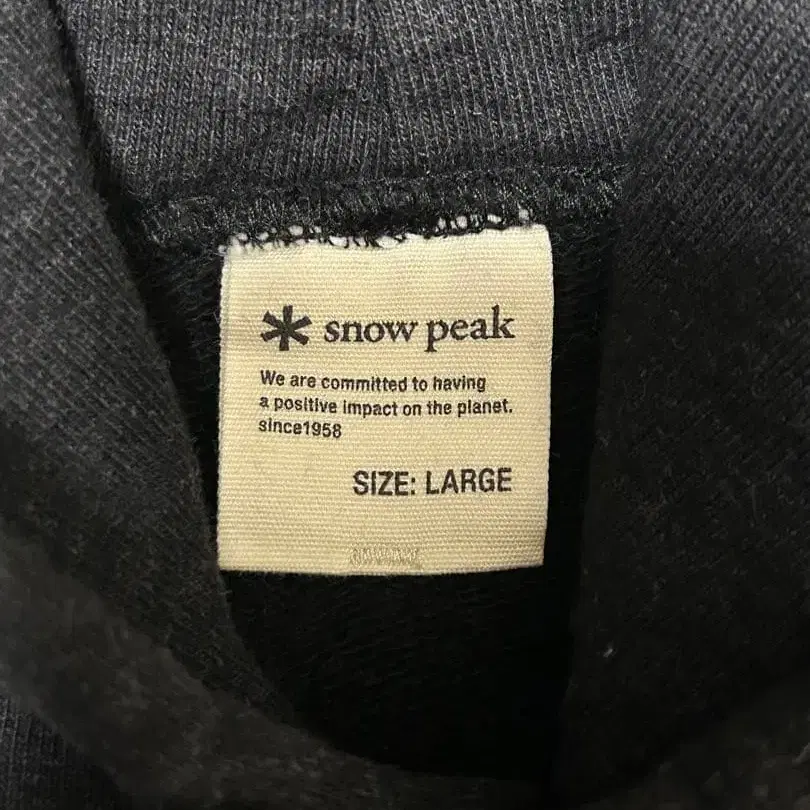 snow peak
We are committed to having
a positive impact on the planet.
since1958
SIZE: LARGE